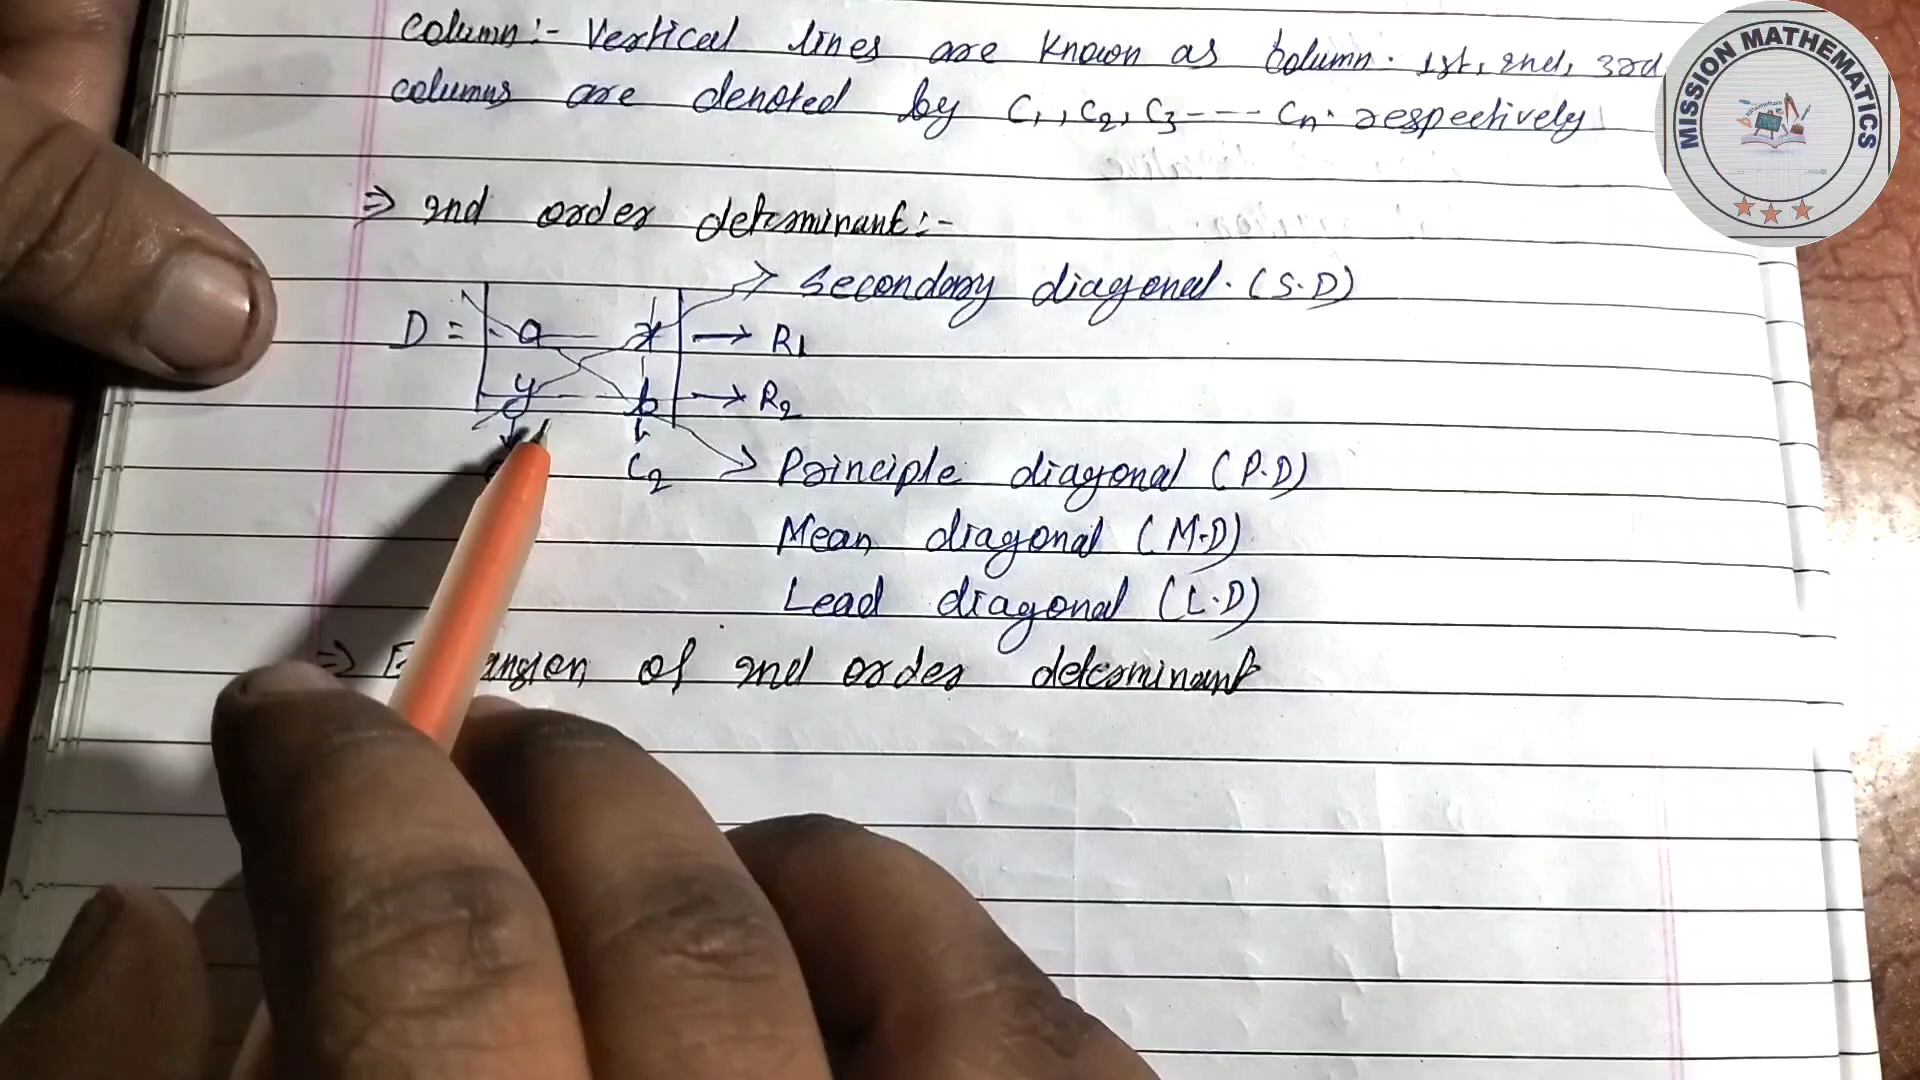 column:- Vertical lines are known as column. 1st, 2nd, 3rd
columns are denoted by C1, C2, C3 --- Cn. respectively
⇒ 2nd order determinant:-
Secondary diagonal. (S.D)
D = | a x | → R1
y b | → R2
C2
Principle diagonal (P.D)
Mean diagonal (M.D)
Lead diagonal (L.D)
⇒ of 2nd order determinant
MISSION MATHEMATICS